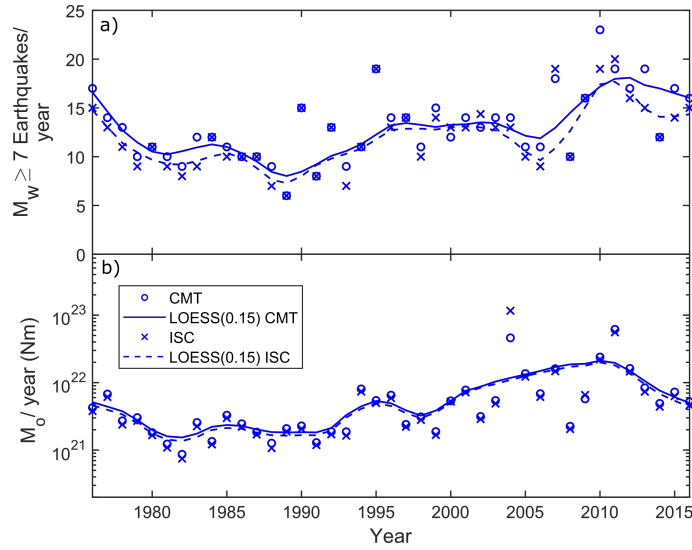 a)
M_w ≥ 7 Earthquakes/
year
25
20
15
10
5
0
b)
CMT
LOESS(0.15) CMT
ISC
LOESS(0.15) ISC
M_o/ year (Nm)
10^23
10^22
10^21
1980 1985 1990 1995 2000 2005 2010 2015
Year